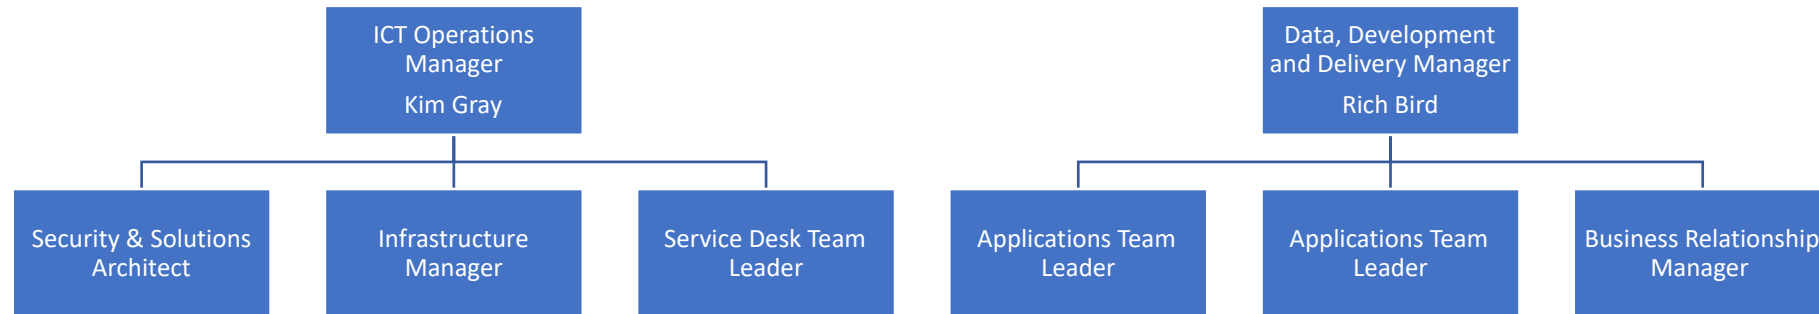 ICT Operations
Manager
Kim Gray
Data, Development
and Delivery Manager
Rich Bird
Security & Solutions
Architect
Infrastructure
Manager
Service Desk Team
Leader
Applications Team
Leader
Applications Team
Leader
Business Relationship
Manager